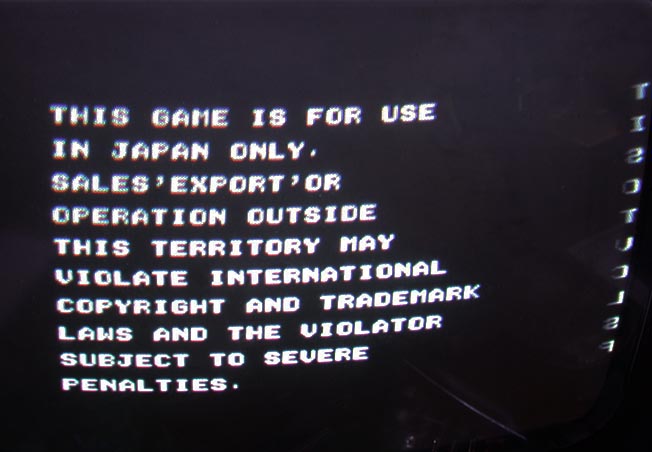 THIS GAME IS FOR USE
IN JAPAN ONLY.
SALES'EXPORT'OR
OPERATION OUTSIDE
THIS TERRITORY MAY
VIOLATE INTERNATIONAL
COPYRIGHT AND TRADEMARK
LAWS AND THE VIOLATOR
SUBJECT TO SEVERE
PENALTIES.